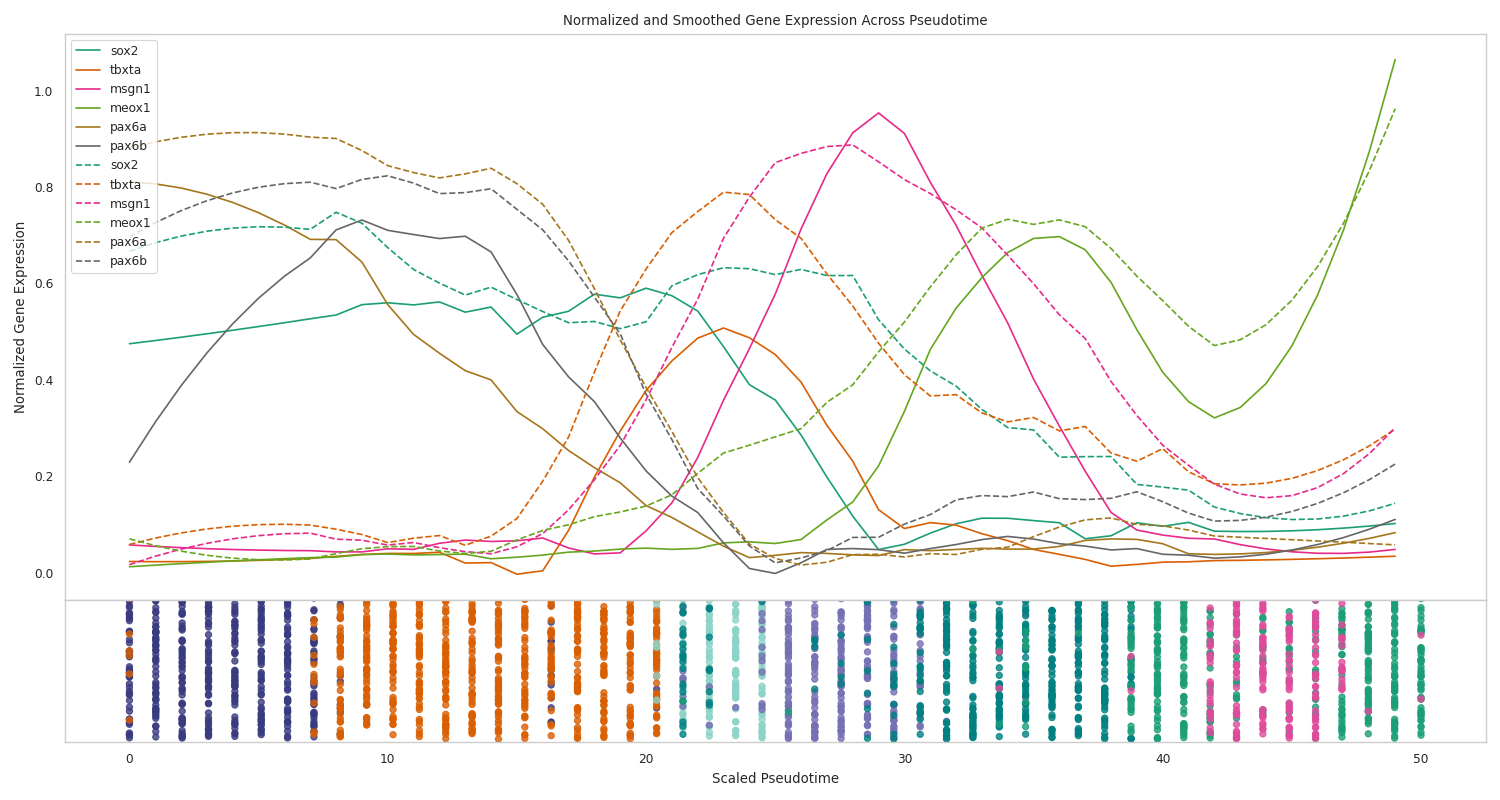 Normalized and Smoothed Gene Expression Across Pseudotime
sox2
tbxta
msgn1
meox1
pax6a
pax6b
sox2
tbxta
msgn1
meox1
pax6a
pax6b
Normalized Gene Expression
1.0
0.8
0.6
0.4
0.2
0.0
0 10 20 30 40 50
Scaled Pseudotime